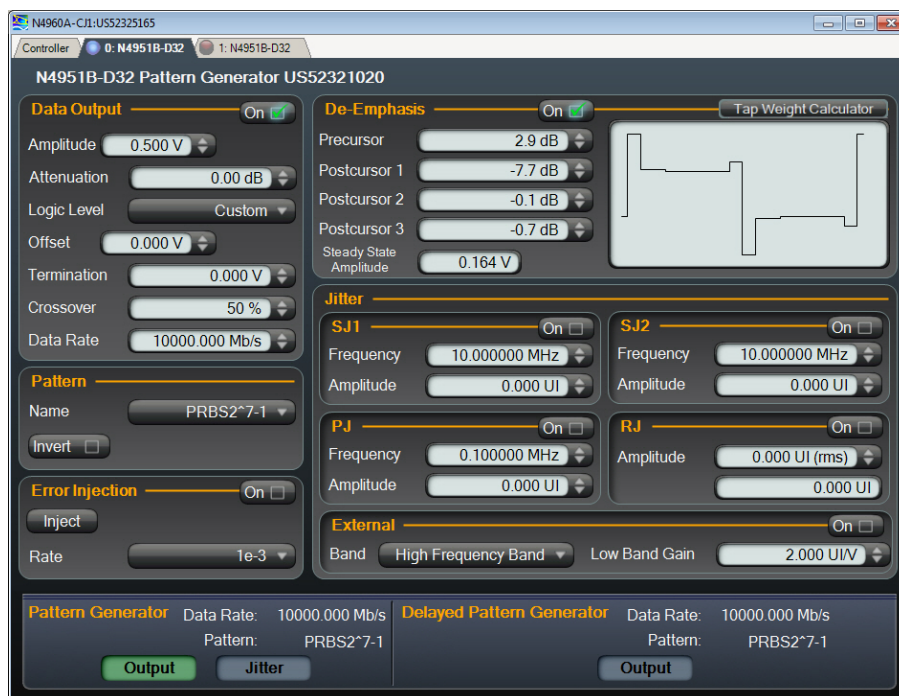 N4960A-CJ1:US52325165
Controller
0: N4951B-D32
1: N4951B-D32
N4951B-D32 Pattern Generator US52321020
Data Output
On
Amplitude
0.500 V
Attenuation
0.00 dB
Logic Level
Custom
Offset
0.000 V
Termination
0.000 V
Crossover
50 %
Data Rate
10000.000 Mb/s
Pattern
Name
PRBS2^7-1
Invert
Error Injection
On
Inject
Rate
1e-3
De-Emphasis
On
Tap Weight Calculator
Precursor
2.9 dB
Postcursor 1
-7.7 dB
Postcursor 2
-0.1 dB
Postcursor 3
-0.7 dB
Steady State
Amplitude
0.164 V
Jitter
SJ1
On
Frequency
10.000000 MHz
Amplitude
0.000 UI
SJ2
On
Frequency
10.000000 MHz
Amplitude
0.000 UI
PJ
On
Frequency
0.100000 MHz
Amplitude
0.000 UI
RJ
On
Amplitude
0.000 UI (rms)
0.000 UI
External
On
Band
High Frequency Band
Low Band Gain
2.000 UI/V
Pattern Generator
Data Rate:
10000.000 Mb/s
Pattern:
PRBS2^7-1
Output
Jitter
Delayed Pattern Generator
Data Rate:
10000.000 Mb/s
Pattern:
PRBS2^7-1
Output